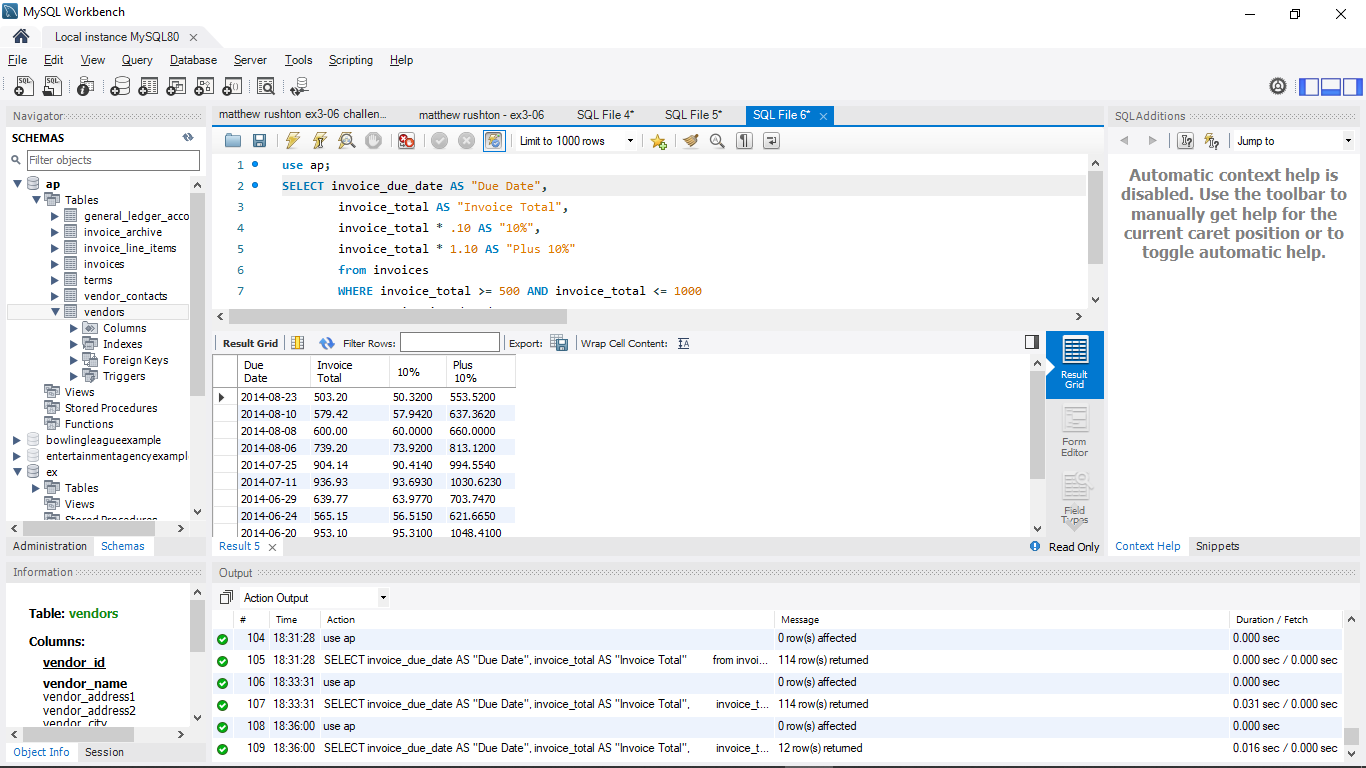 MySQL Workbench
Local instance MySQL80
File Edit View Query Database Server Tools Scripting Help
Navigator
SCHEMAS
Filter objects
ap
Tables
general_ledger_acco
invoice_archive
invoice_line_items
invoices
terms
vendor_contacts
vendors
Columns
Indexes
Foreign Keys
Triggers
Views
Stored Procedures
Functions
bowlingleagueexample
entertainmentagencyexampl
ex
Tables
Views
Stored Procedures
Administration Schemas
Information
Table: vendors
Columns:
vendor_id
vendor_name
vendor_address1
vendor_address2
vendor_city
Object Info Session
matthew rushton ex3-06 challen... matthew rushton - ex3-06 SQL File 4* SQL File 5* SQL File 6*
Limit to 1000 rows
1 use ap;
2 SELECT invoice_due_date AS "Due Date",
3 invoice_total AS "Invoice Total",
4 invoice_total * .10 AS "10%",
5 invoice_total * 1.10 AS "Plus 10%"
6 from invoices
7 WHERE invoice_total >= 500 AND invoice_total <= 1000
Result Grid Filter Rows: Export: Wrap Cell Content:
Due Date Invoice Total 10% Plus 10%
2014-08-23 503.20 50.3200 553.5200
2014-08-10 579.42 57.9420 637.3620
2014-08-08 600.00 60.0000 660.0000
2014-08-06 739.20 73.9200 813.1200
2014-07-25 904.14 90.4140 994.5540
2014-07-11 936.93 93.6930 1030.6230
2014-06-29 639.77 63.9770 703.7470
2014-06-24 565.15 56.5150 621.6650
2014-06-20 953.10 95.3100 1048.4100
Result Grid
Form Editor
Field Types
Result 5
Read Only
SQLAdditions
Jump to
Automatic context help is
disabled. Use the toolbar to
manually get help for the
current caret position or to
toggle automatic help.
Context Help Snippets
Output
Action Output
# Time Action Message Duration / Fetch
104 18:31:28 use ap 0 row(s) affected 0.000 sec
105 18:31:28 SELECT invoice_due_date AS "Due Date", invoice_total AS "Invoice Total" from invoi... 114 row(s) returned 0.000 sec / 0.000 sec
106 18:33:31 use ap 0 row(s) affected 0.000 sec
107 18:33:31 SELECT invoice_due_date AS "Due Date", invoice_total AS "Invoice Total", invoice_t... 114 row(s) returned 0.031 sec / 0.000 sec
108 18:36:00 use ap 0 row(s) affected 0.000 sec
109 18:36:00 SELECT invoice_due_date AS "Due Date", invoice_total AS "Invoice Total", invoice_t... 12 row(s) returned 0.016 sec / 0.000 sec